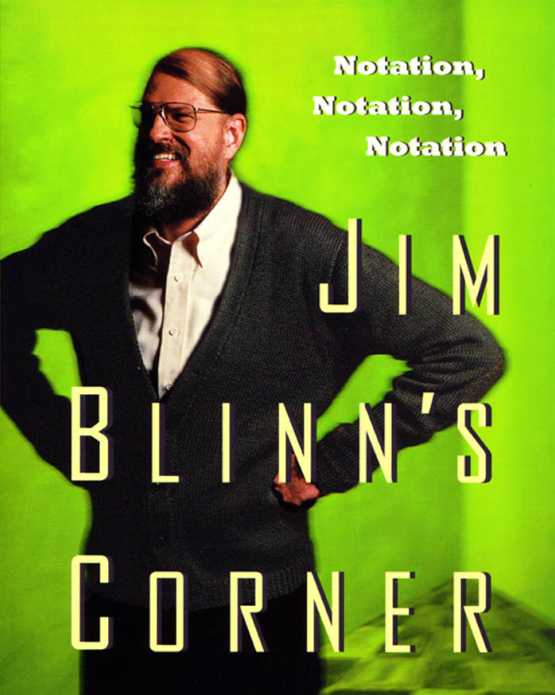 Notation,
Notation,
Notation
JIM
BLINN'S
CORNER